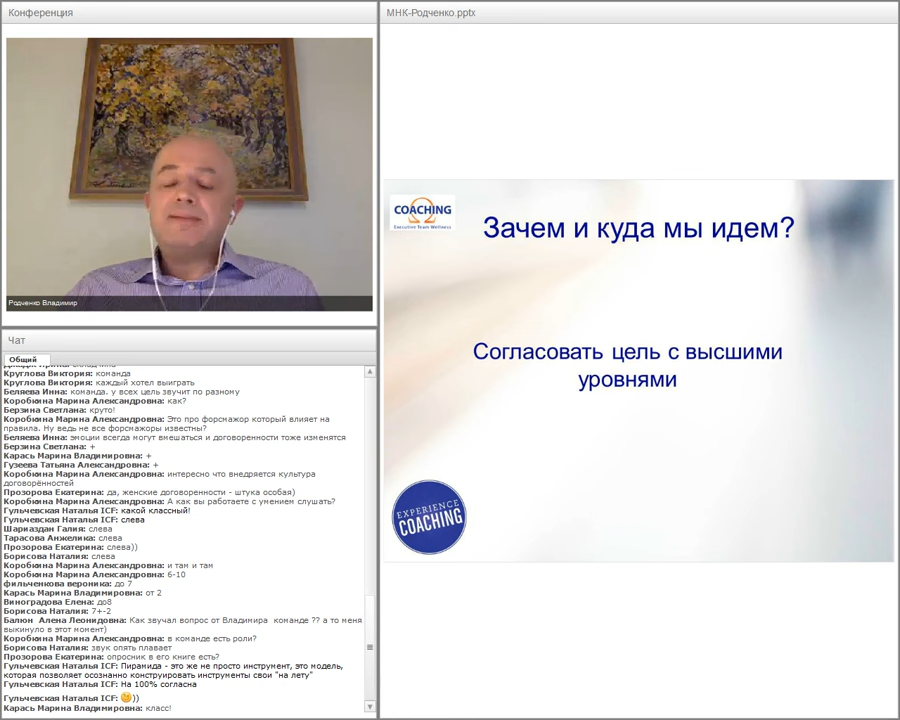 Конференция
Родченко Владимир
Чат
Общий
Круглова Виктория: команда
Круглова Виктория: каждый хотел выиграть
Беляева Инна: команда. у всех цель звучит по разному
Коробкина Марина Александровна: как?
Берзина Светлана: круто!
Коробкина Марина Александровна: Это про форсмажор который влияет на
правила. Ну ведь не все форсмажоры известны?
Беляева Инна: эмоции всегда могут вмешаться и договоренности тоже изменятся
Берзина Светлана: +
Карась Марина Владимировна: +
Гузеева Татьяна Александровна: +
Коробкина Марина Александровна: интересно что внедряется культура
договорённостей
Прозорова Екатерина: да, женские договоренности - штука особая)
Коробкина Марина Александровна: А как вы работаете с умением слушать?
Гульчевская Наталья ICF: какой классный!
Гульчевская Наталья ICF: слева
Шариаздан Галия: слева
Тарасова Анжелика: слева
Прозорова Екатерина: слева))
Борисова Наталия: слева
Коробкина Марина Александровна: и там и там
Коробкина Марина Александровна: 6-10
фильченкова вероника: до 7
Карась Марина Владимировна: от 2
Виноградова Елена: до8
Борисова Наталия: 7+-2
Балюн Алена Леонидовна: Как звучал вопрос от Владимира команде ?? а то меня
выкинуло в этот момент)
Коробкина Марина Александровна: в команде есть роли?
Борисова Наталия: звук опять плавает
Прозорова Екатерина: опросник в его книге есть?
Гульчевская Наталья ICF: Пирамида - это же не просто инструмент, это модель,
которая позволяет осознанно конструировать инструменты свои "на лету"
Гульчевская Наталья ICF: На 100% согласна
Гульчевская Наталья ICF: ))
Карась Марина Владимировна: класс!
МНК-Родченко.pptx
COACHING
Executive Team Wellness
Зачем и куда мы идем?
Согласовать цель с высшими
уровнями
EXPERIENCE
COACHING